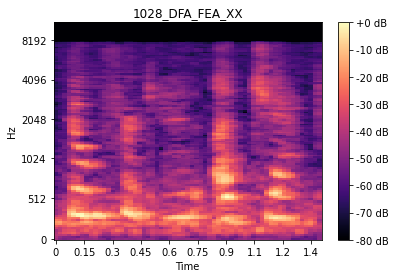 1028_DFA_FEA_XX
8192
4096
2048
1024
512
0
Hz
0 0.15 0.3 0.45 0.6 0.75 0.9 1.1 1.2 1.4
Time
+0 dB
-10 dB
-20 dB
-30 dB
-40 dB
-50 dB
-60 dB
-70 dB
-80 dB